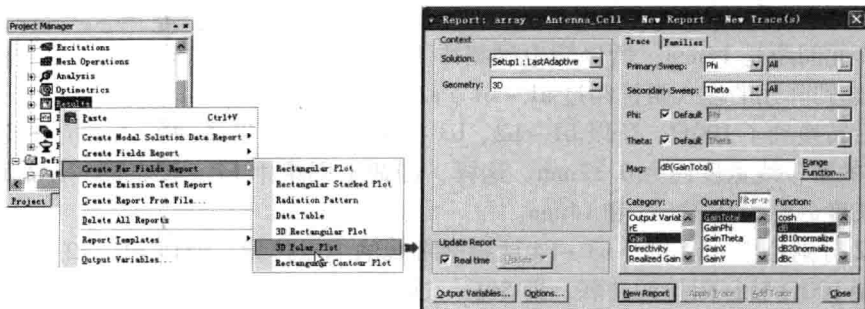 Project Manager
Excitations
Mesh Operations
Analysis
Optimetrics
Results
Paste Ctrl+V
Create Modal Solution Data Report
Create Fields Report
Create Far Fields Report
Create Emission Test Report
Create Report From File...
Delete All Reports
Report Templates
Output Variables...
Project
Rectangular Plot
Rectangular Stacked Plot
Radiation Pattern
Data Table
3D Rectangular Plot
3D Polar Plot
Rectangular Contour Plot
Report: array - Antenna_Cell - New Report - New Trace(s)
Context
Solution: Setup1 : LastAdaptive
Geometry: 3D
Update Report
Real time Update
Output Variables... Options...
Trace Families
Primary Sweep: Phi All ...
Secondary Sweep: Theta All ...
Phi: Default Phi
Theta: Default Theta
Mag: dB(GainTotal) Range Function...
Category: Quantity: Function:
Output Variat GainTotal cosh
rE GainPhi dB
Gain GainTheta dB10normalize
Directivity GainX dB20normalize
Realized Gain GainY dBc
New Report Apply Trace Add Trace Close